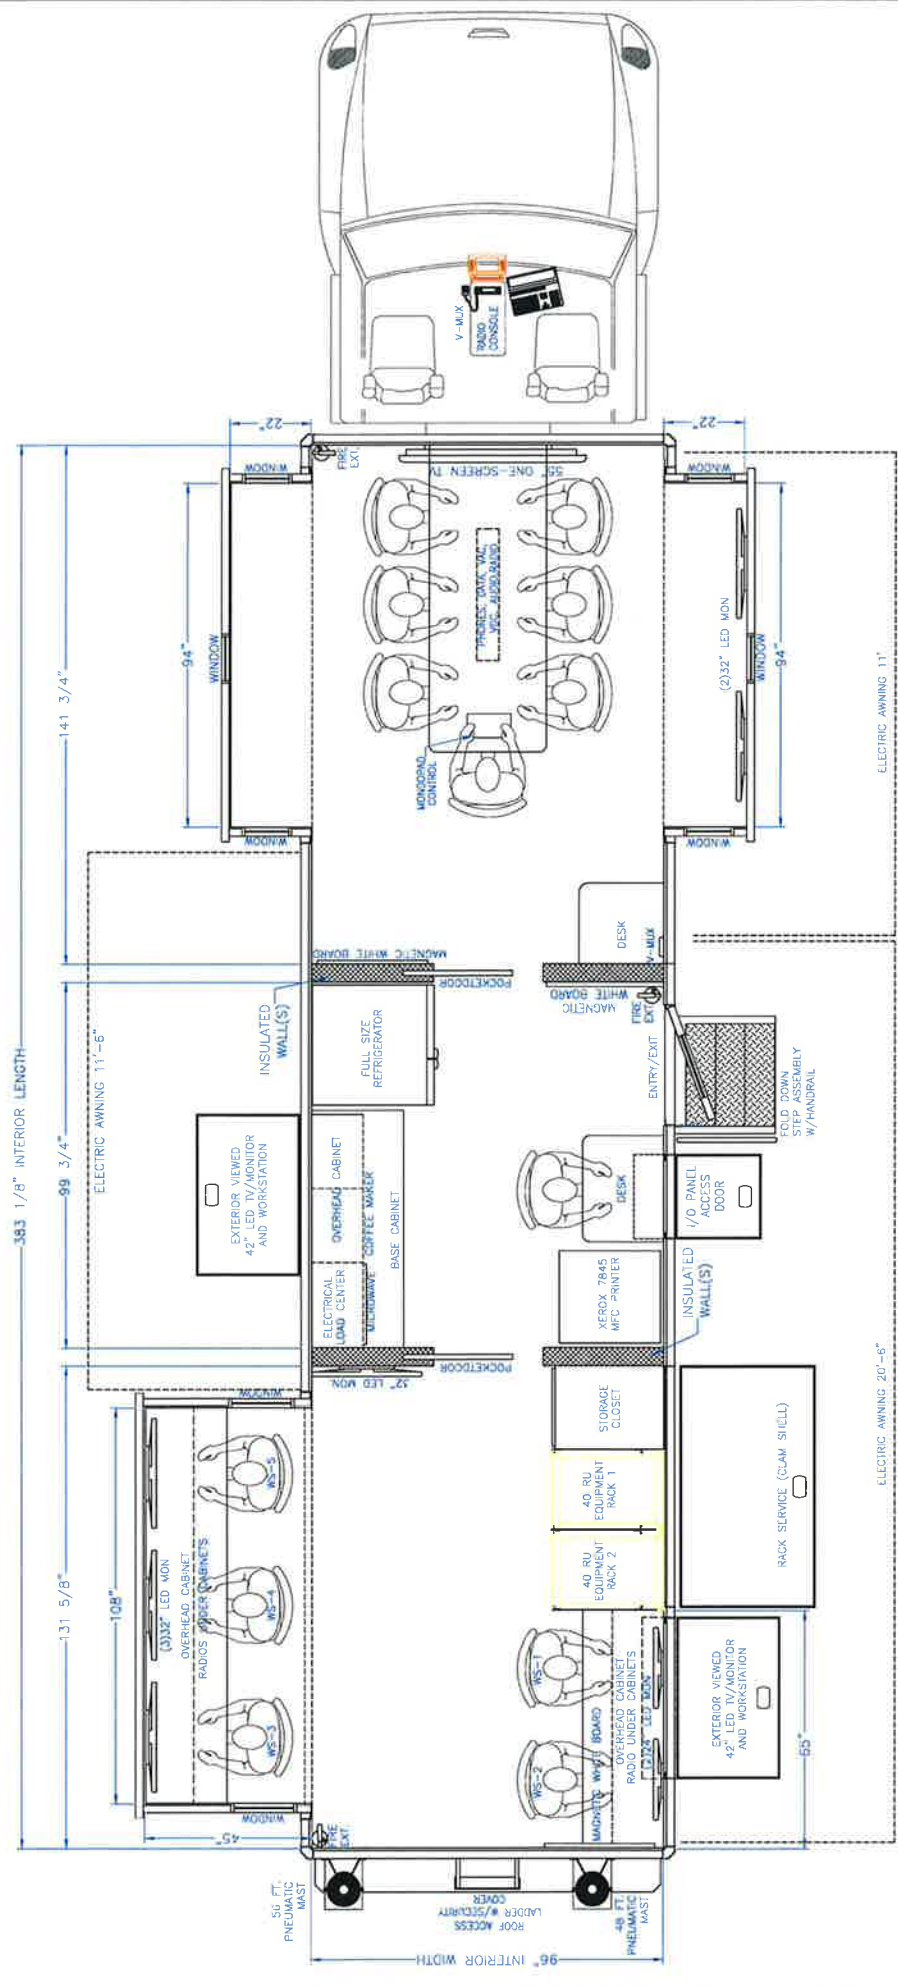 383 1/8" INTERIOR LENGTH
131 5/8"
99 3/4"
141 3/4"
ELECTRIC AWNING 11'-6"
108"
45"
94"
22"
WINDOW
WINDOW
WINDOW
WINDOW
WINDOW
(3)32" LED MON
OVERHEAD CABINET
RADIOS UNDER CABINETS
WS-3
WS-4
WS-5
EXTERIOR VIEWED
42" LED TV/MONITOR
AND WORKSTATION
INSULATED
WALL(S)
FIRE
EXT.
50 FT.
PNEUMATIC
MAST
ROOF ACCESS
LADDER W/SECURITY
COVER
48 FT.
PNEUMATIC
MAST
96" INTERIOR WIDTH
FIRE
EXT.
32" LED MON.
POCKETDOOR
ELECTRICAL
LOAD CENTER
OVERHEAD CABINET
MICROWAVE
COFFEE MAKER
BASE CABINET
FULL SIZE
REFRIGERATOR
MAGNETIC WHITE BOARD
POCKETDOOR
MAGNETIC
WHITE BOARD
MONDOPAD
CONTROL
PHONES, DATA, VAC,
VDC, AUDIO,RADIO
55" ONE-SCREEN TV
V-MUX
RADIO
CONSOLE
WS-2
WS-1
MAGNETIC WHITE BOARD
OVERHEAD CABINET
RADIO UNDER CABINETS
(2)24" LED MON
40 RU
EQUIPMENT
RACK 2
40 RU
EQUIPMENT
RACK 1
STORAGE
CLOSET
XEROX 7845
MFC PRINTER
DESK
ENTRY/EXIT
FIRE
EXT
DESK
V-MUX
(2)32" LED MON
WINDOW
WINDOW
WINDOW
94"
22"
EXTERIOR VIEWED
42" LED TV/MONITOR
AND WORKSTATION
65"
RACK SERVICE (CLAM SHELL)
INSULATED
WALL(S)
I/O PANEL
ACCESS
DOOR
FOLD DOWN
STEP ASSEMBLY
W/HANDRAIL
ELECTRIC AWNING 20'-6"
ELECTRIC AWNING 11'